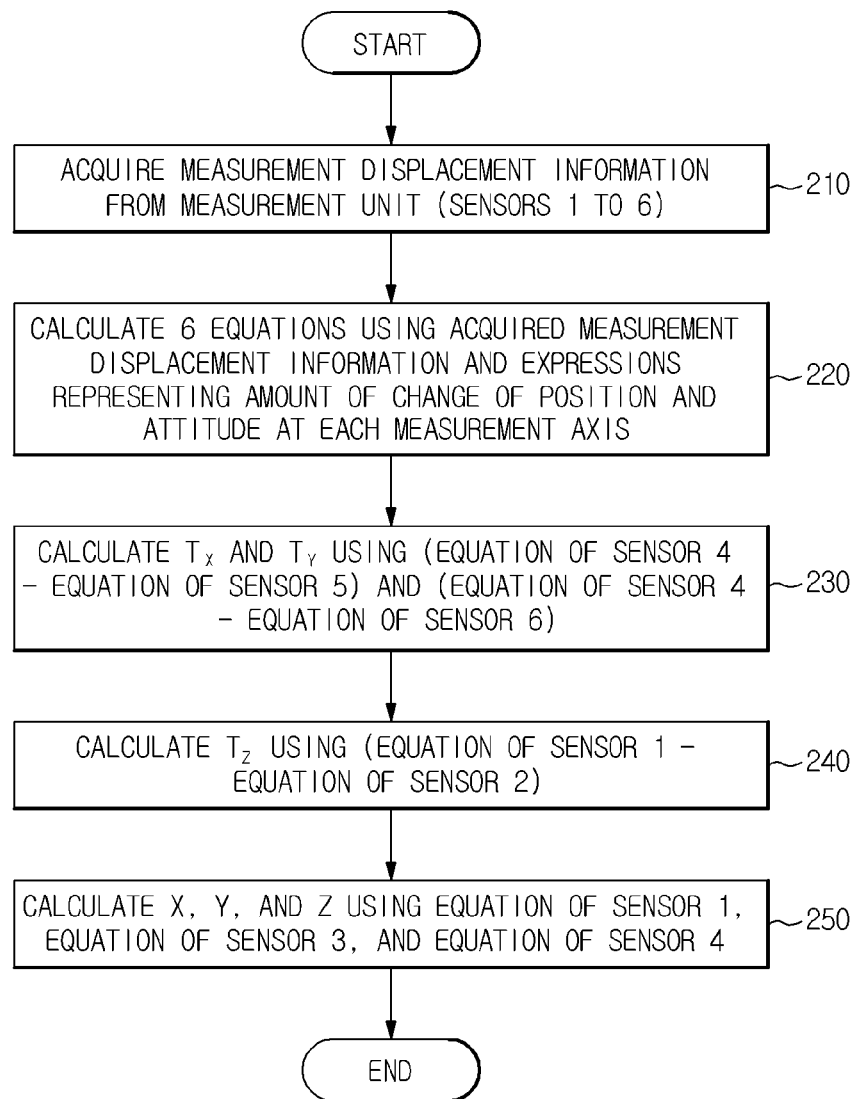 START
ACQUIRE MEASUREMENT DISPLACEMENT INFORMATION
FROM MEASUREMENT UNIT (SENSORS 1 TO 6)
210
CALCULATE 6 EQUATIONS USING ACQUIRED MEASUREMENT
DISPLACEMENT INFORMATION AND EXPRESSIONS
REPRESENTING AMOUNT OF CHANGE OF POSITION AND
ATTITUDE AT EACH MEASUREMENT AXIS
220
CALCULATE TX AND TY USING (EQUATION OF SENSOR 4
- EQUATION OF SENSOR 5) AND (EQUATION OF SENSOR 4
- EQUATION OF SENSOR 6)
230
CALCULATE TZ USING (EQUATION OF SENSOR 1 -
EQUATION OF SENSOR 2)
240
CALCULATE X, Y, AND Z USING EQUATION OF SENSOR 1,
EQUATION OF SENSOR 3, AND EQUATION OF SENSOR 4
250
END